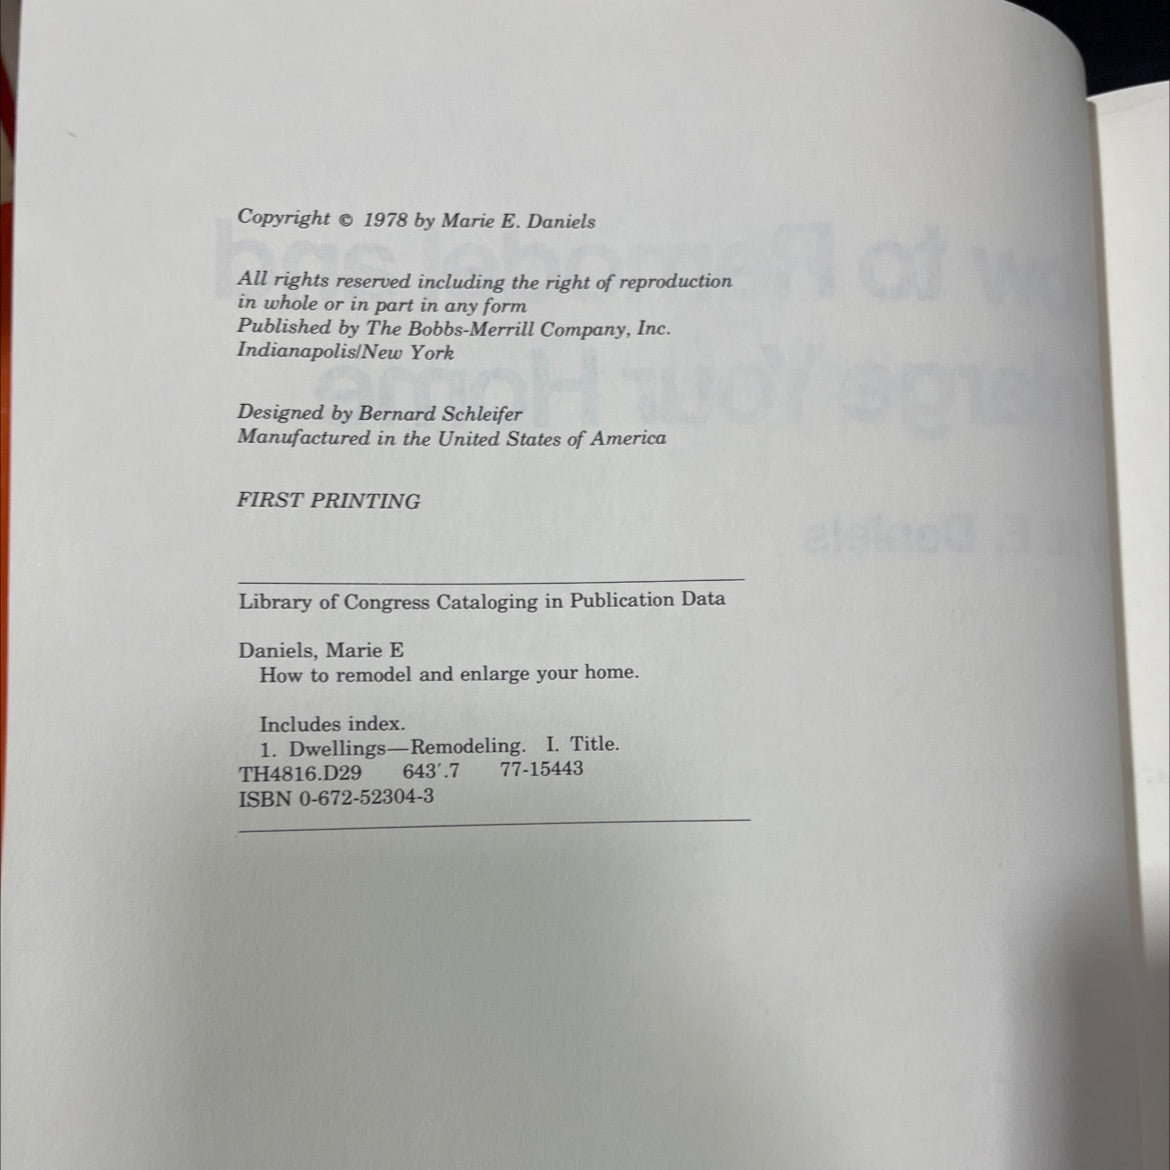 Copyright © 1978 by Marie E. Daniels
All rights reserved including the right of reproduction
in whole or in part in any form
Published by The Bobbs-Merrill Company, Inc.
Indianapolis/New York
Designed by Bernard Schleifer
Manufactured in the United States of America
FIRST PRINTING
Library of Congress Cataloging in Publication Data
Daniels, Marie E
How to remodel and enlarge your home.
Includes index.
1. Dwellings—Remodeling. I. Title.
TH4816.D29 643′.7 77-15443
ISBN 0-672-52304-3